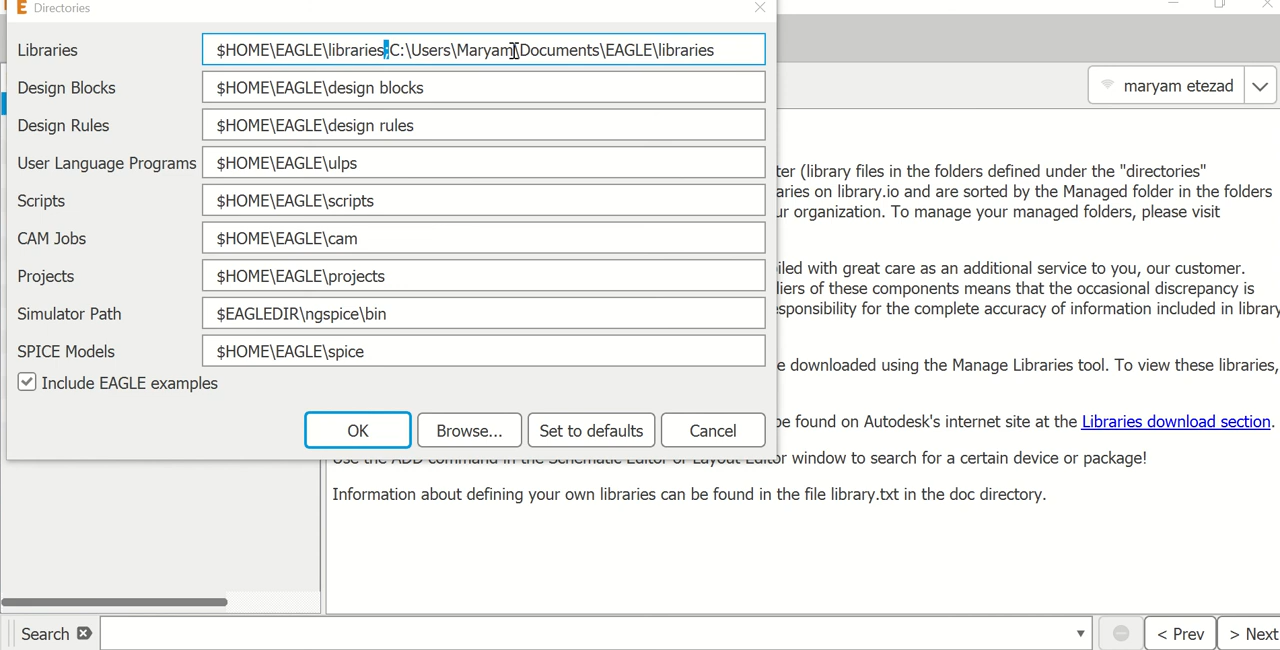 Directories
Libraries $HOME\EAGLE\libraries;C:\Users\Maryam\Documents\EAGLE\libraries
Design Blocks $HOME\EAGLE\design blocks
Design Rules $HOME\EAGLE\design rules
User Language Programs $HOME\EAGLE\ulps
Scripts $HOME\EAGLE\scripts
CAM Jobs $HOME\EAGLE\cam
Projects $HOME\EAGLE\projects
Simulator Path $EAGLEDIR\ngspice\bin
SPICE Models $HOME\EAGLE\spice
Include EAGLE examples
OK Browse... Set to defaults Cancel
maryam etezad
ter (library files in the folders defined under the "directories"
aries on library.io and are sorted by the Managed folder in the folders
ur organization. To manage your managed folders, please visit
iled with great care as an additional service to you, our customer.
liers of these components means that the occasional discrepancy is
sponsibility for the complete accuracy of information included in library
e downloaded using the Manage Libraries tool. To view these libraries,
be found on Autodesk's internet site at the Libraries download section.
Use the ADD command in the Schematic Editor or Layout Editor window to search for a certain device or package!
Information about defining your own libraries can be found in the file library.txt in the doc directory.
Search < Prev > Next